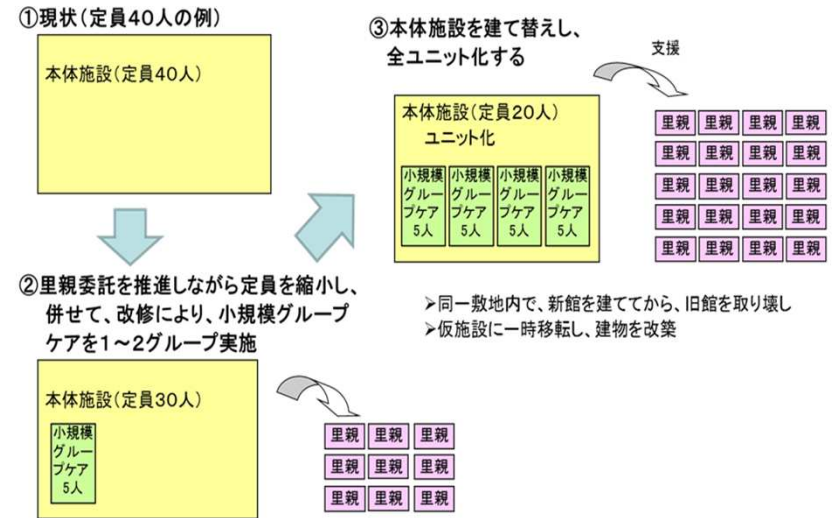 ①現状（定員４０人の例）
本体施設（定員４０人）
②里親委託を推進しながら定員を縮小し、
併せて、改修により、小規模グループ
ケアを１～２グループ実施
本体施設（定員３０人）
小規模
グルー
プケア
５人
里親 里親 里親
里親 里親 里親
里親 里親 里親
③本体施設を建て替えし、
全ユニット化する
支援
本体施設（定員２０人）
ユニット化
小規模 小規模 小規模 小規模
グルー グルー グルー グルー
プケア プケア プケア プケア
５人 ５人 ５人 ５人
里親 里親 里親 里親
里親 里親 里親 里親
里親 里親 里親 里親
里親 里親 里親 里親
里親 里親 里親 里親
➢同一敷地内で、新館を建ててから、旧館を取り壊し
➢仮施設に一時移転し、建物を改築